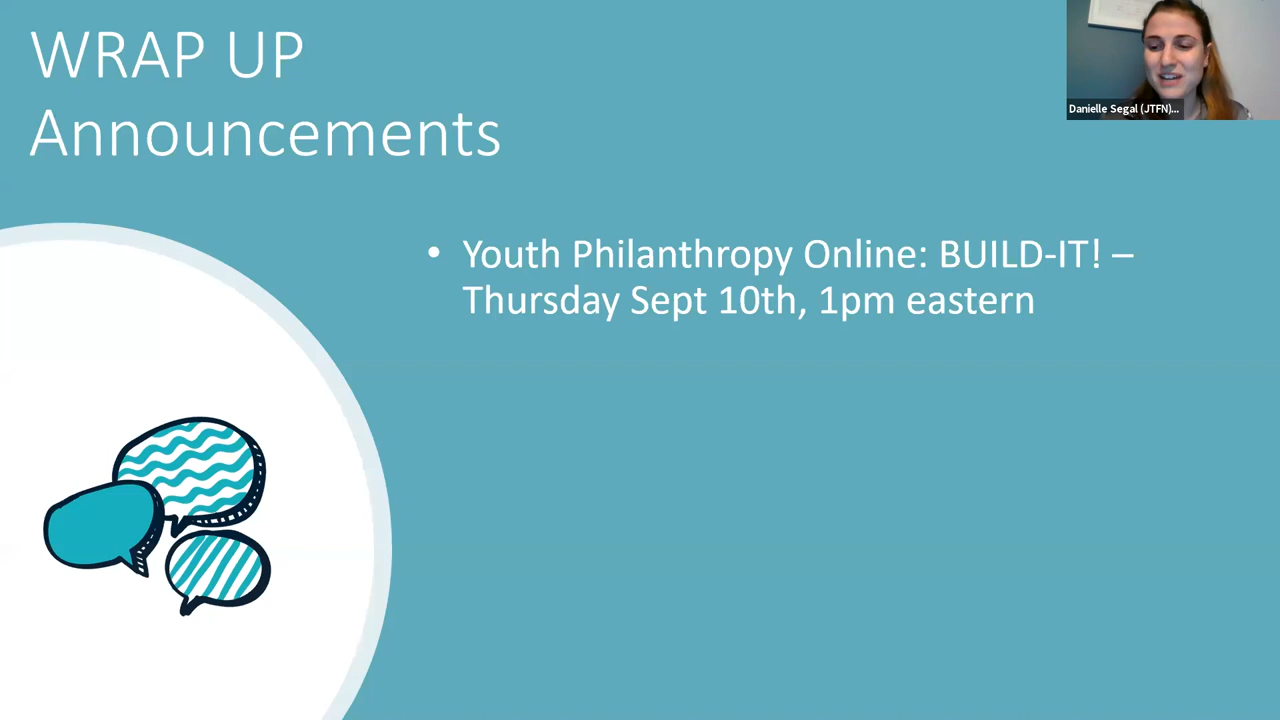 WRAP UP
Announcements
Danielle Segal (JTFN)...
• Youth Philanthropy Online: BUILD-IT! –
Thursday Sept 10th, 1pm eastern